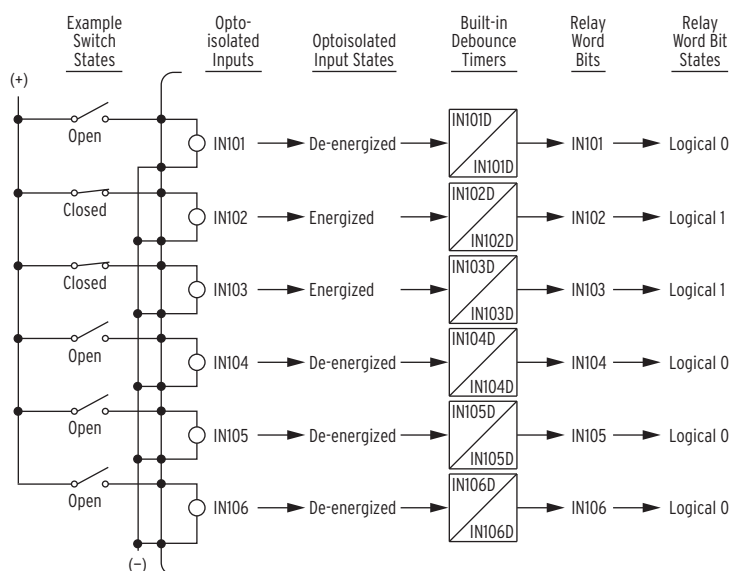 Example
Switch
States
Opto-
isolated
Inputs
Optoisolated
Input States
Built-in
Debounce
Timers
Relay
Word
Bits
Relay
Word Bit
States
(+)
Open
IN101
De-energized
IN101D
IN101D
IN101
Logical 0
Closed
IN102
Energized
IN102D
IN102D
IN102
Logical 1
Closed
IN103
Energized
IN103D
IN103D
IN103
Logical 1
Open
IN104
De-energized
IN104D
IN104D
IN104
Logical 0
Open
IN105
De-energized
IN105D
IN105D
IN105
Logical 0
Open
IN106
De-energized
IN106D
IN106D
IN106
Logical 0
(–)